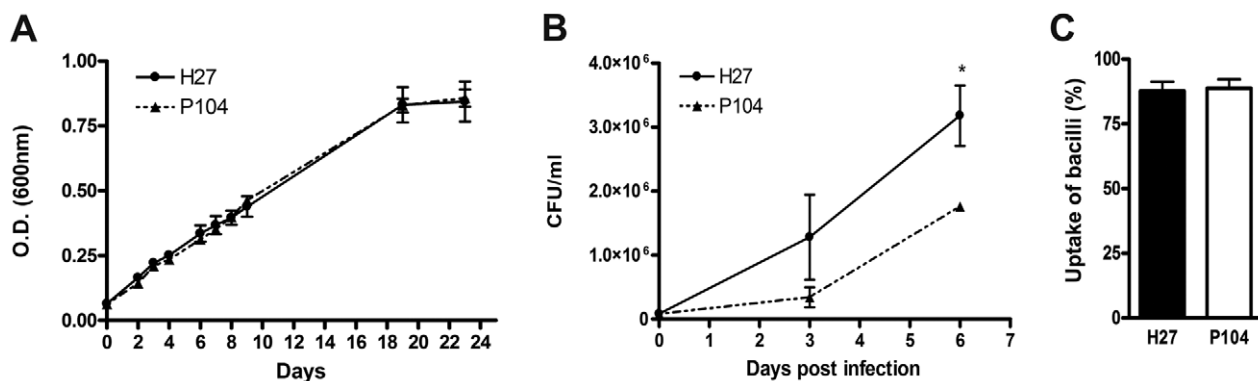 A
O.D. (600nm)
1.00
0.75
0.50
0.25
0.00
H27
P104
0 2 4 6 8 10 12 14 16 18 20 22 24
Days
B
CFU/ml
4.0×10⁶
3.0×10⁶
2.0×10⁶
1.0×10⁶
0
H27
P104
*
0 1 2 3 4 5 6 7
Days post infection
C
Uptake of bacilli (%)
100
75
50
25
0
H27 P104